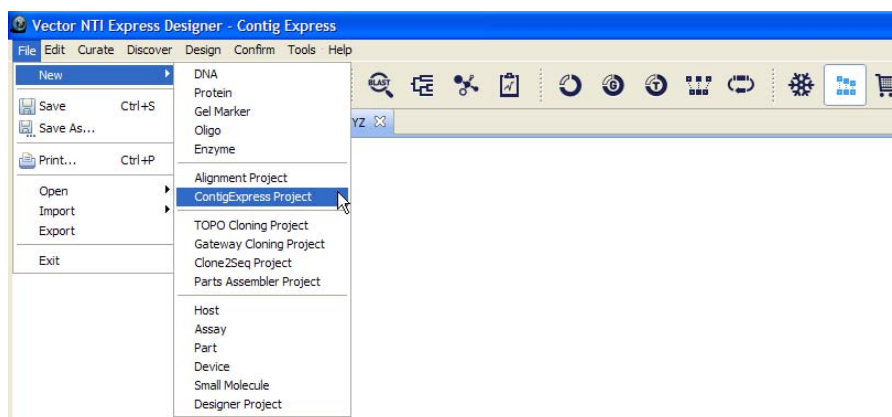 Vector NTI Express Designer - Contig Express
File Edit Curate Discover Design Confirm Tools Help
New
Save Ctrl+S
Save As...
Print... Ctrl+P
Open
Import
Export
Exit
DNA
Protein
Gel Marker
Oligo
Enzyme
Alignment Project
ContigExpress Project
TOPO Cloning Project
Gateway Cloning Project
Clone2Seq Project
Parts Assembler Project
Host
Assay
Part
Device
Small Molecule
Designer Project
BLAST
G
T
YZ